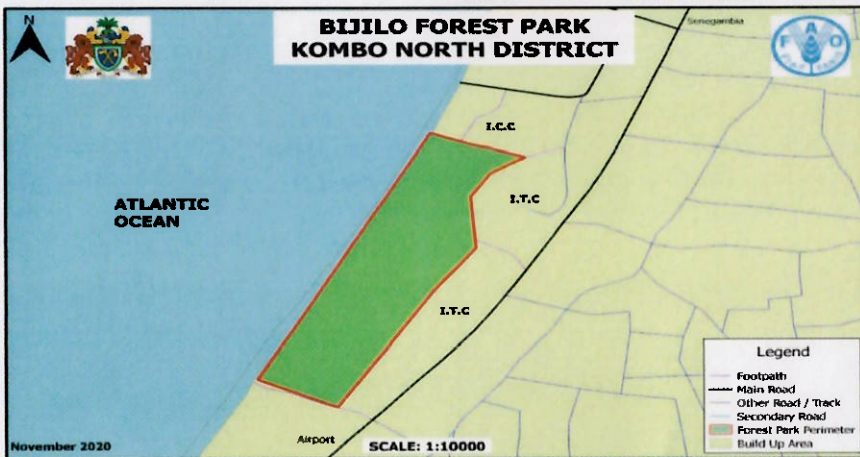 N
BIJILO FOREST PARK
KOMBO NORTH DISTRICT
Senegambia
F A O
I.C.C
ATLANTIC
OCEAN
I.T.C
I.T.C
Legend
Footpath
Main Road
Other Road / Track
Secondary Road
Forest Park Perimeter
Build Up Area
Airport
November 2020
SCALE: 1:10000